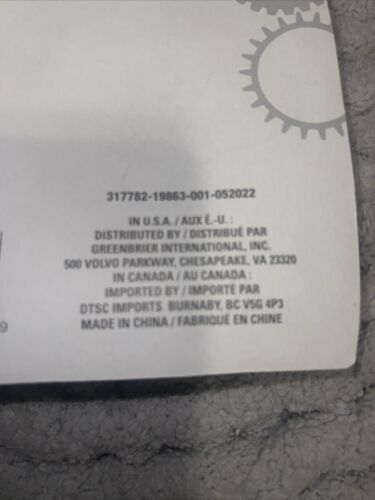 317782-19863-001-052022
IN U.S.A. / AUX É.-U. :
DISTRIBUTED BY / DISTRIBUÉ PAR
GREENBRIER INTERNATIONAL, INC.
500 VOLVO PARKWAY, CHESAPEAKE, VA 23320
IN CANADA / AU CANADA :
IMPORTED BY / IMPORTÉ PAR
DTSC IMPORTS BURNABY, BC V5G 4P3
MADE IN CHINA / FABRIQUÉ EN CHINE
9